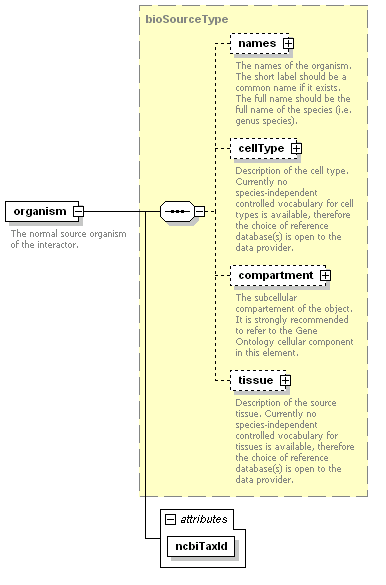 bioSourceType
names
The names of the organism.
The short label should be a
common name if it exists.
The full name should be the
full name of the species (i.e.
genus species).
cellType
Description of the cell type.
Currently no
species-independent
controlled vocabulary for cell
types is available, therefore
the choice of reference
database(s) is open to the
data provider.
organism
The normal source organism
of the interactor.
compartment
The subcellular
compartement of the object.
It is strongly recommended
to refer to the Gene
Ontology cellular component
in this element.
tissue
Description of the source
tissue. Currently no
species-independent
controlled vocabulary for
tissues is available, therefore
the choice of reference
database(s) is open to the
data provider.
attributes
ncbiTaxId